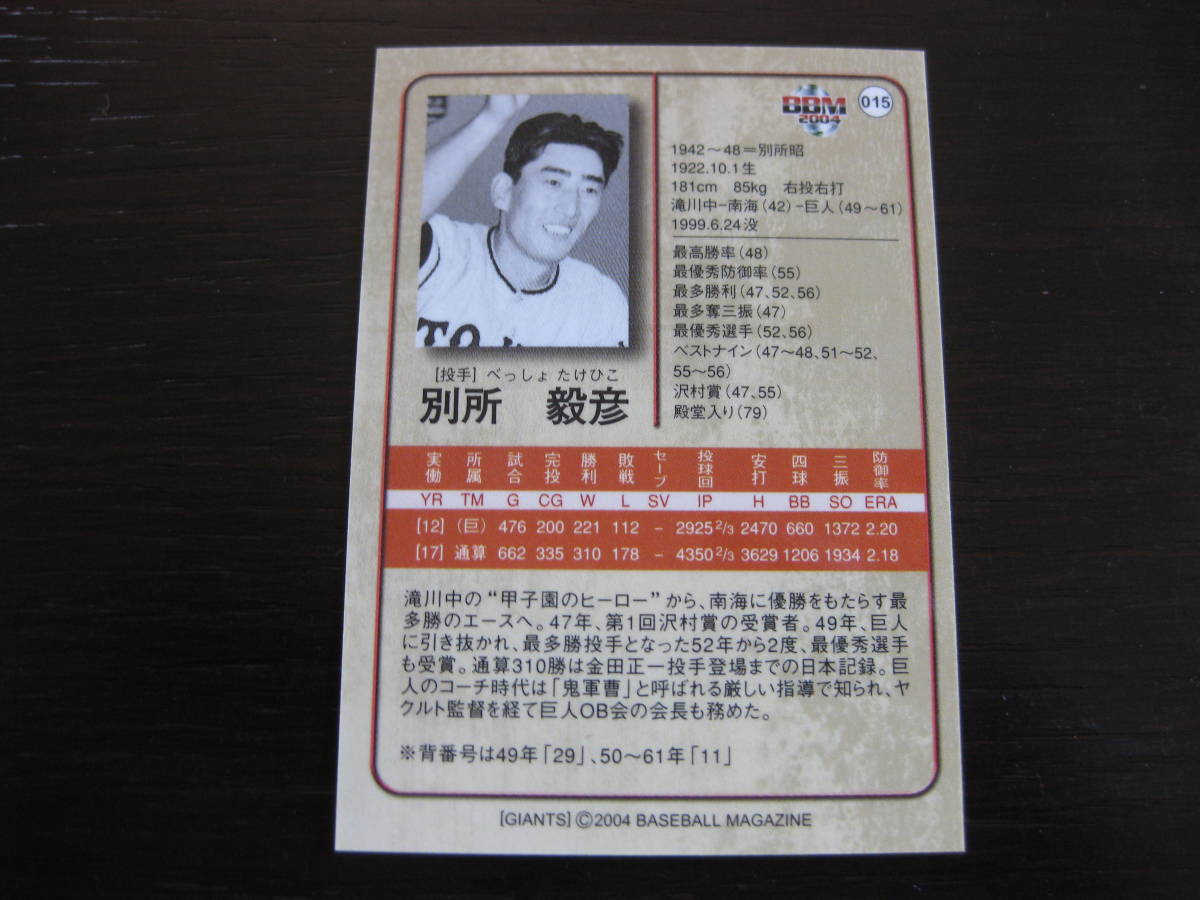 BBM
2004
015
1942～48＝別所昭
1922.10.1生
181cm 85kg 右投右打
滝川中-南海(42)-巨人(49～61)
1999.6.24没
最高勝率(48)
最優秀防御率(55)
最多勝利(47、52、56)
最多奪三振(47)
最優秀選手(52、56)
ベストナイン(47～48、51～52、
55～56)
沢村賞(47、55)
殿堂入り(79)
TO
[投手] べっしょ たけひこ
別所 毅彦
実働 所属 試合 完投 勝利 敗戦 セーブ 投球回 安打 四球 三振 防御率
YR TM G CG W L SV IP H BB SO ERA
[12] (巨) 476 200 221 112 - 2925 2/3 2470 660 1372 2.20
[17] 通算 662 335 310 178 - 4350 2/3 3629 1206 1934 2.18
滝川中の“甲子園のヒーロー”から、南海に優勝をもたらす最
多勝のエースへ。47年、第1回沢村賞の受賞者。49年、巨人
に引き抜かれ、最多勝投手となった52年から2度、最優秀選手
も受賞。通算310勝は金田正一投手登場までの日本記録。巨
人のコーチ時代は「鬼軍曹」と呼ばれる厳しい指導で知られ、ヤ
クルト監督を経て巨人OB会の会長も務めた。
※背番号は49年「29」、50～61年「11」
[GIANTS] ©2004 BASEBALL MAGAZINE